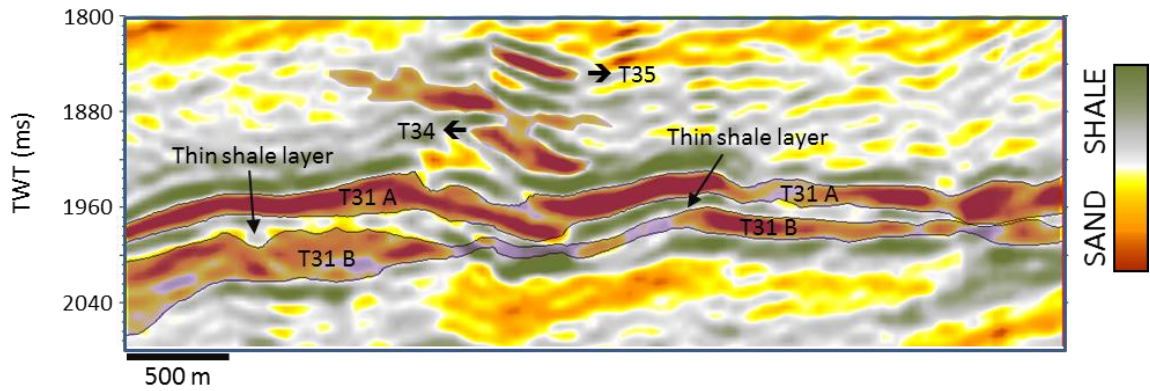 1800
1880
1960
2040
TWT (ms)
T35
T34
Thin shale layer
Thin shale layer
T31 A
T31 A
T31 B
T31 B
500 m
SHALE
SAND